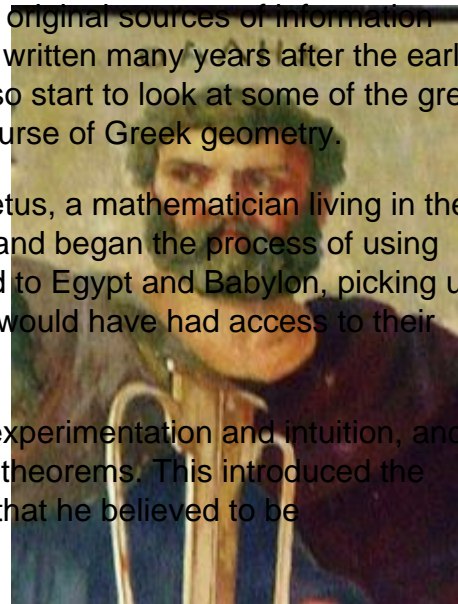 original sources of information
written many years after the earl
so start to look at some of the gre
urse of Greek geometry.
etus, a mathematician living in the
and began the process of using
d to Egypt and Babylon, picking u
would have had access to their
experimentation and intuition, and
theorems. This introduced the
that he believed to be